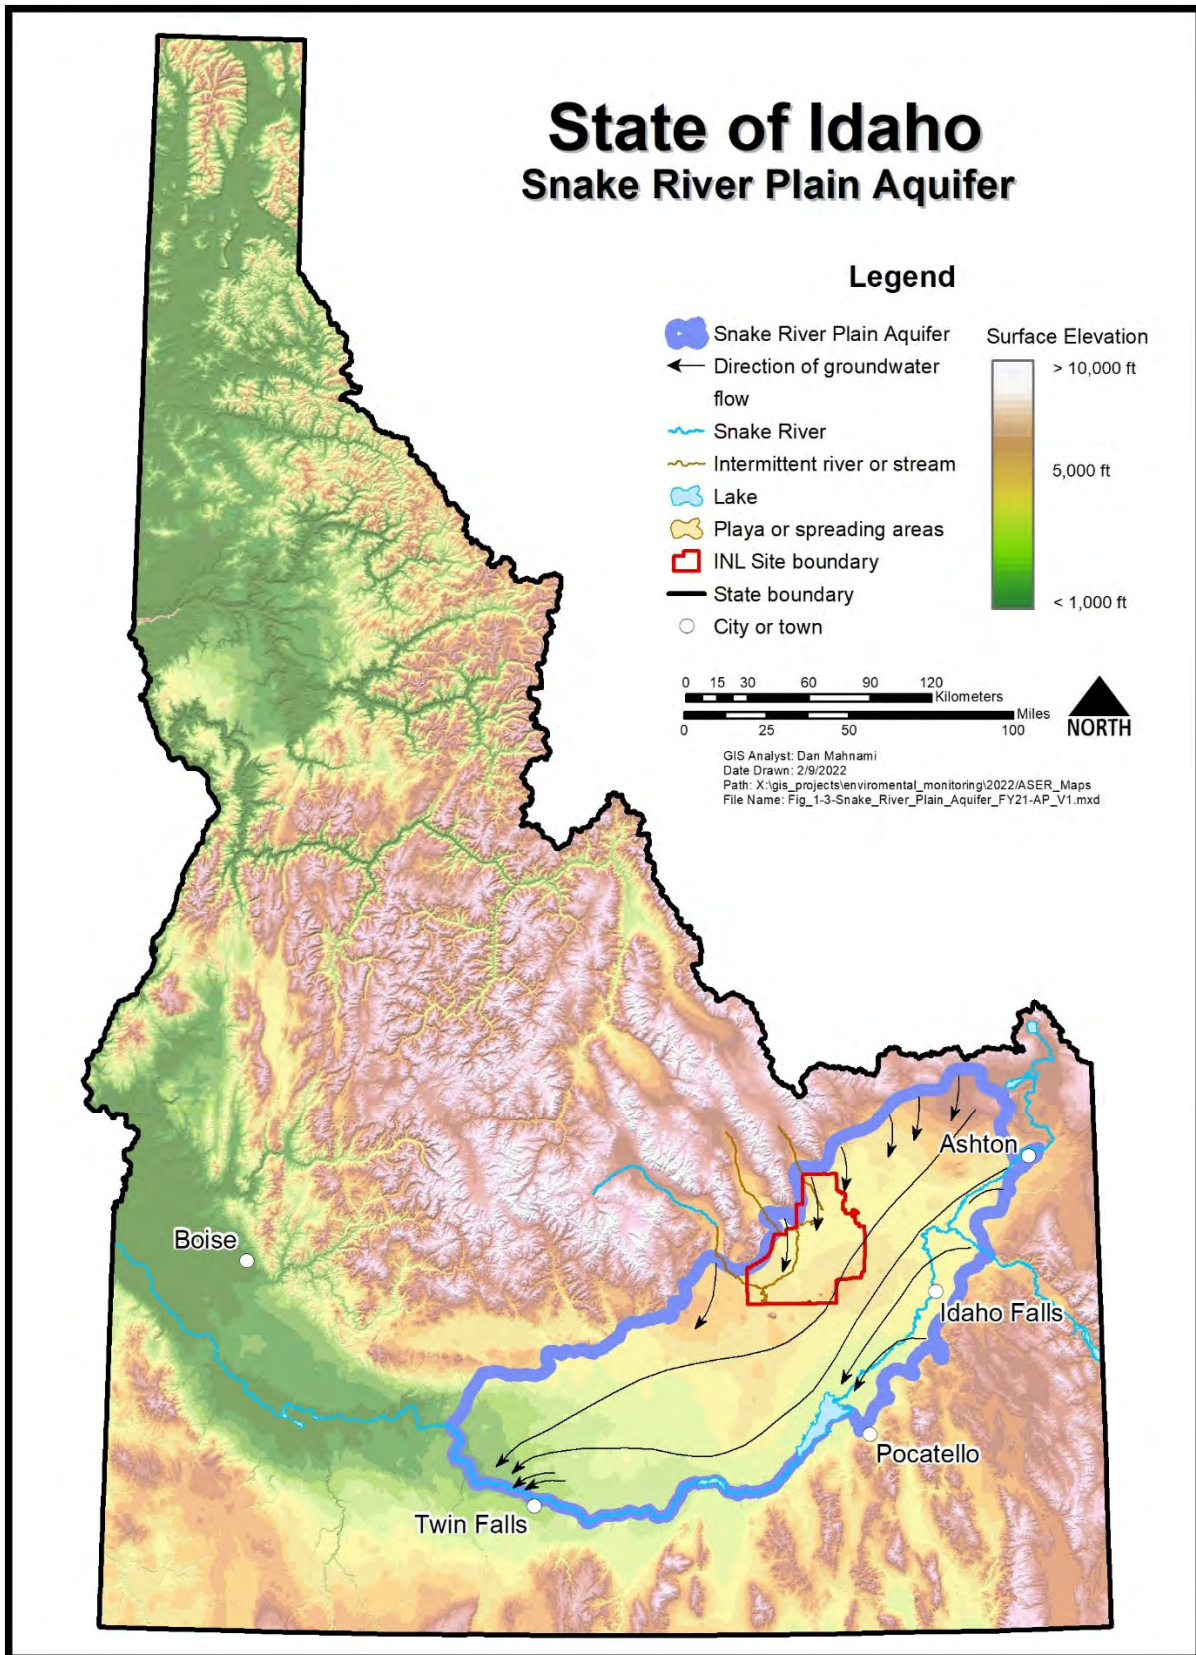 State of Idaho
Snake River Plain Aquifer
Legend
Snake River Plain Aquifer
Direction of groundwater
flow
Snake River
Intermittent river or stream
Lake
Playa or spreading areas
INL Site boundary
State boundary
City or town
Surface Elevation
> 10,000 ft
5,000 ft
< 1,000 ft
0 15 30 60 90 120
Kilometers
Miles
0 25 50 100
NORTH
GIS Analyst: Dan Mahnami
Date Drawn: 2/9/2022
Path: X:\gis_projects\enviromental_monitoring\2022/ASER_Maps
File Name: Fig_1-3-Snake_River_Plain_Aquifer_FY21-AP_V1.mxd
Ashton
Boise
Idaho Falls
Pocatello
Twin Falls